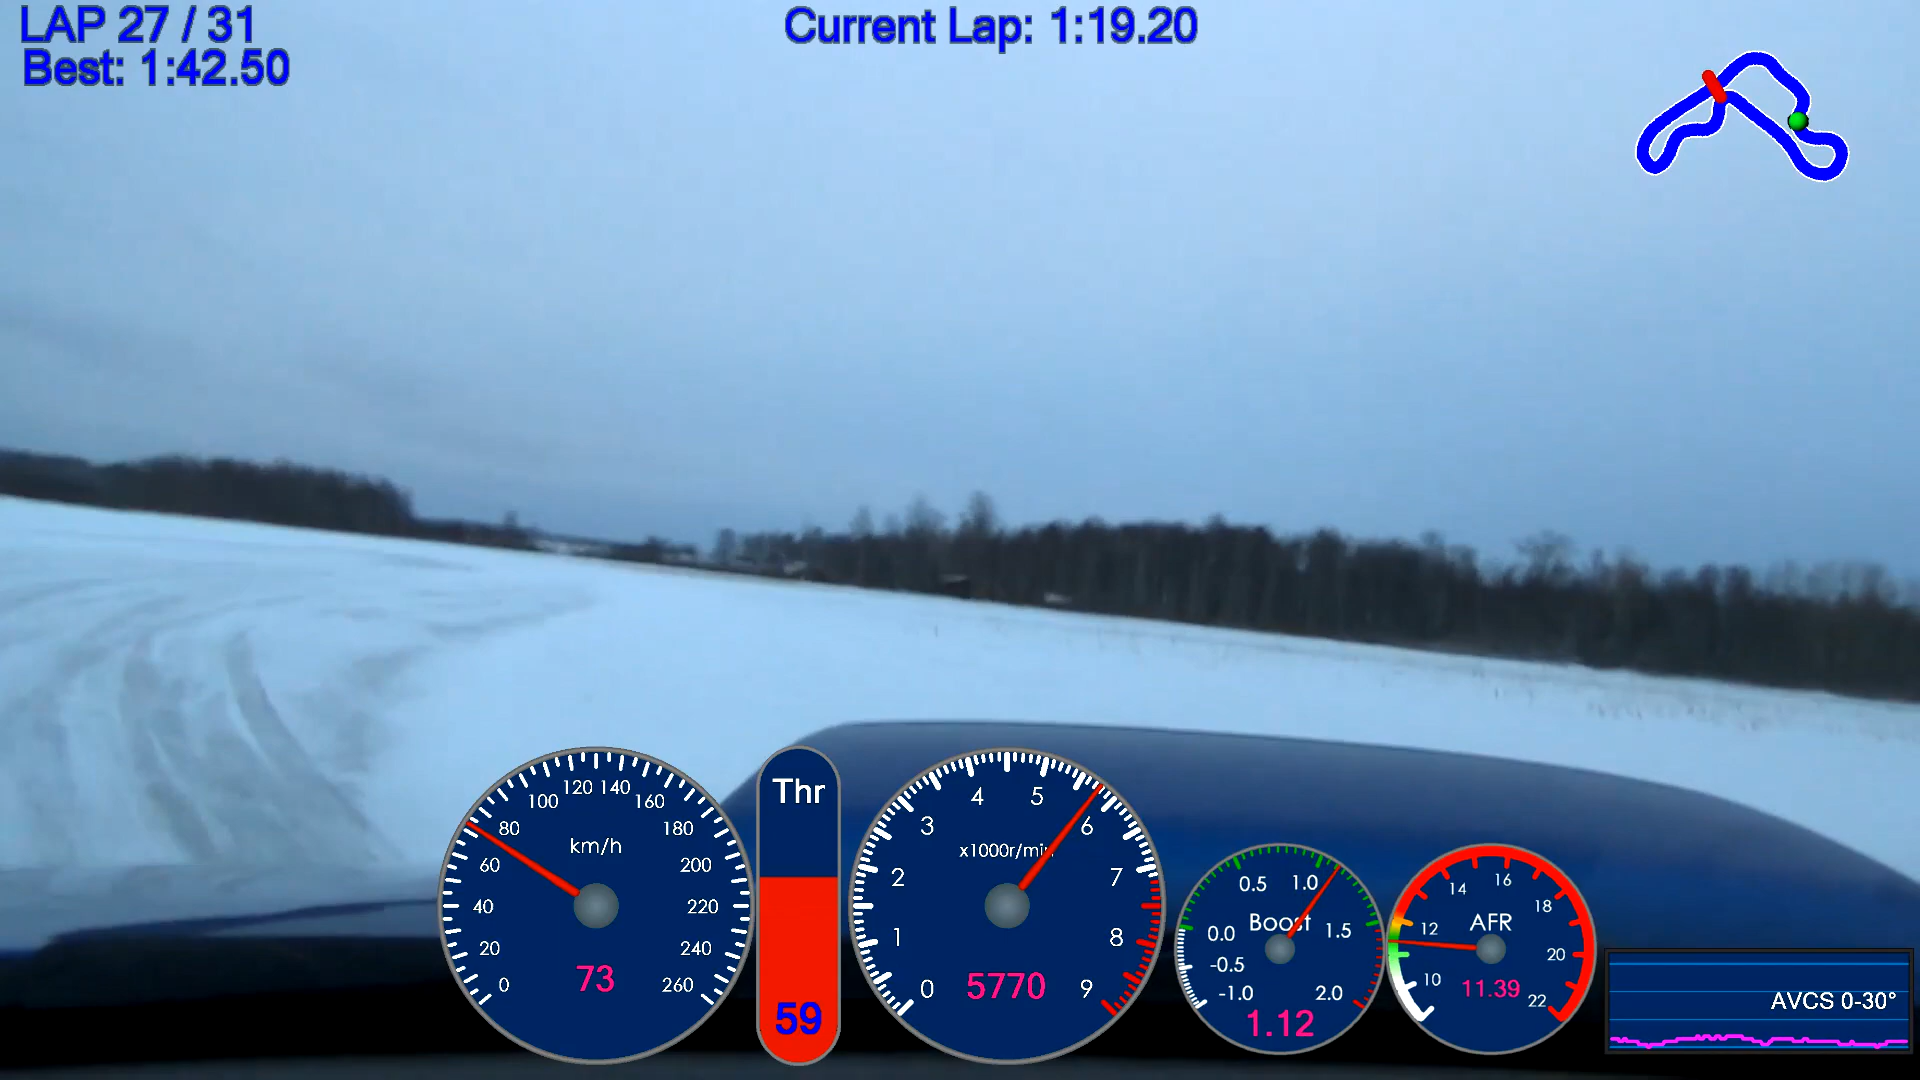 LAP 27 / 31
Best: 1:42.50
Current Lap: 1:19.20
0 20 40 60 80 100 120 140 160 180 200 220 240 260
km/h
73
Thr
59
0 1 2 3 4 5 6 7 8 9
x1000r/min
5770
-1.0 -0.5 0.0 0.5 1.0 1.5 2.0
Boost
1.12
10 12 14 16 18 20 22
AFR
11.39
AVCS 0-30°